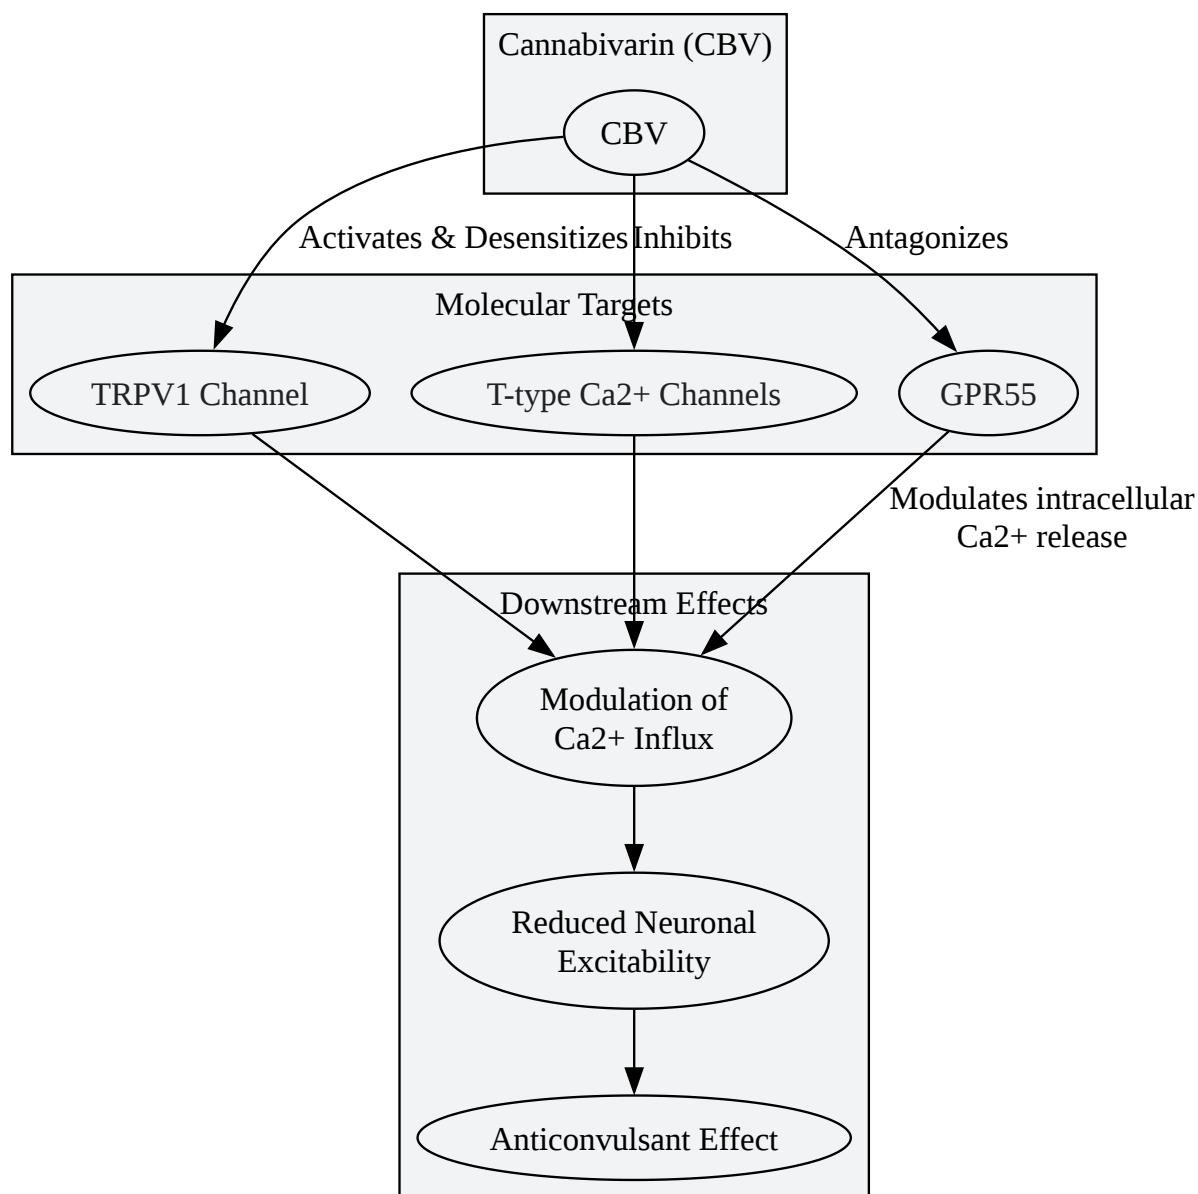 Cannabivarin (CBV)
CBV
Activates & Desensitizes
Inhibits
Antagonizes
Molecular Targets
TRPV1 Channel
T-type Ca2+ Channels
GPR55
Modulates intracellular
Ca2+ release
Downstream Effects
Modulation of
Ca2+ Influx
Reduced Neuronal
Excitability
Anticonvulsant Effect